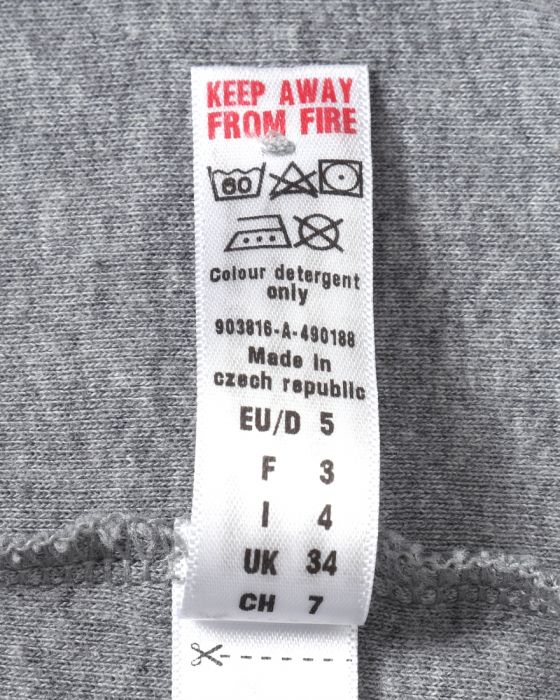 KEEP AWAY
FROM FIRE
60
Colour detergent
only
903816-A-490188
Made in
czech republic
EU/D 5
F 3
I 4
UK 34
CH 7